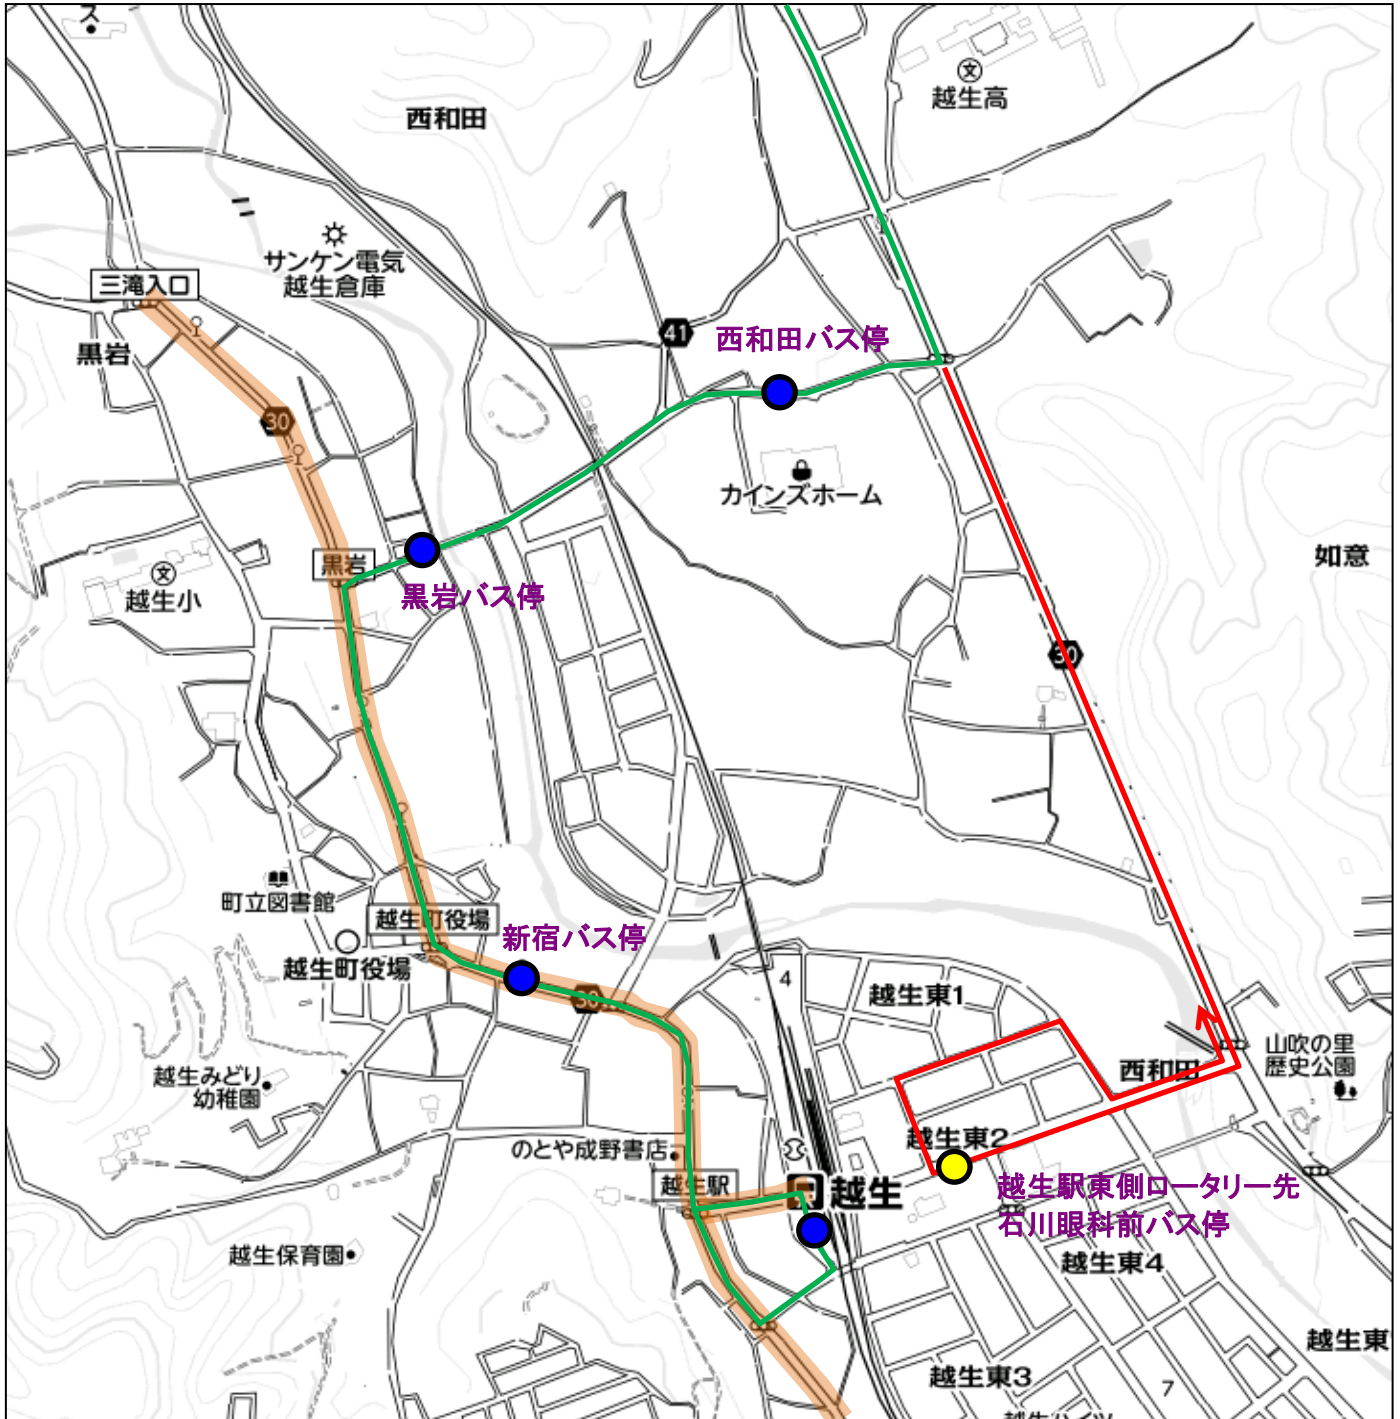 ス
越生高
西和田
サンケン電気
越生倉庫
三滝入口
41
西和田バス停
黒岩
30
カインズホーム
如意
黒岩
越生小
黒岩バス停
30
町立図書館
越生町役場
新宿バス停
越生町役場
4
越生東1
30
山吹の里
歴史公園
西和田
越生みどり
幼稚園
越生東2
のとや成野書店
越生駅
越生
越生駅東側ロータリー先
石川眼科前バス停
越生保育園
越生東4
越生東
越生東3
7
越生ハイツ